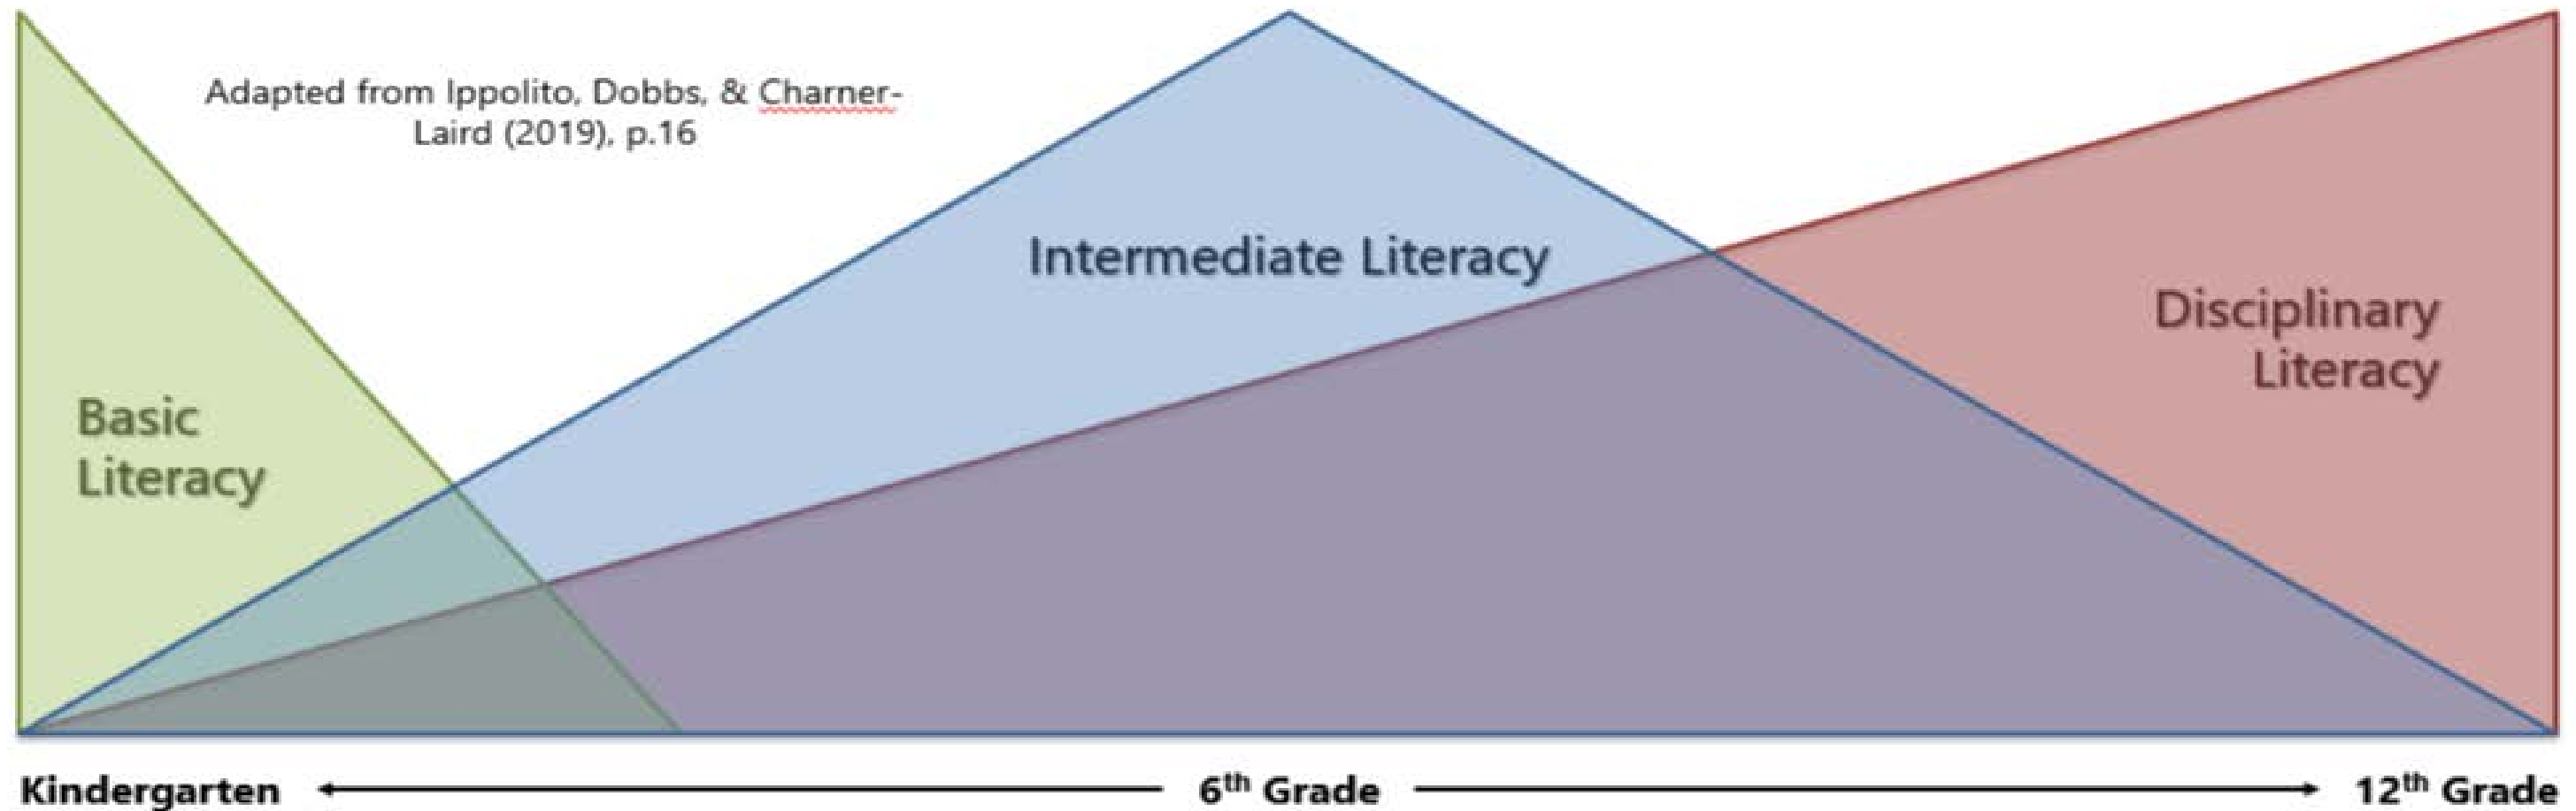 Adapted from Ippolito, Dobbs, & Charner-
Laird (2019), p.16
Intermediate Literacy
Disciplinary
Literacy
Basic
Literacy
Kindergarten
6th Grade
12th Grade